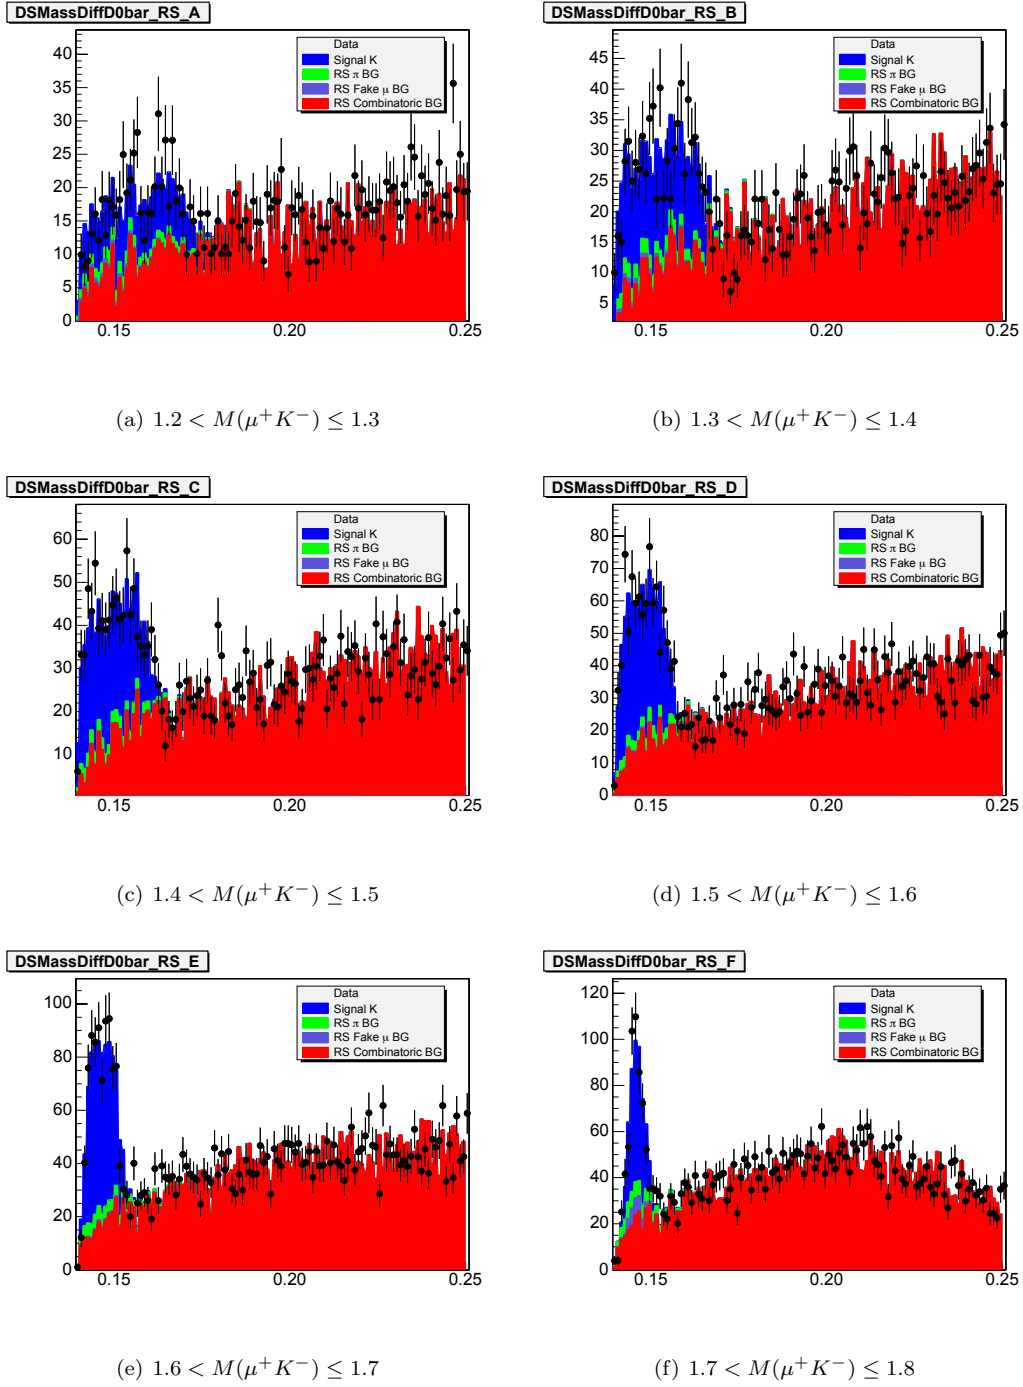 DSMassDiffD0bar_RS_A
Data
Signal K
RS π BG
RS Fake μ BG
RS Combinatoric BG
40
35
30
25
20
15
10
5
0
0.15
0.20
0.25
(a) 1.2 < M(μ⁺K⁻) ≤ 1.3
DSMassDiffD0bar_RS_B
Data
Signal K
RS π BG
RS Fake μ BG
RS Combinatoric BG
45
40
35
30
25
20
15
10
5
0.15
0.20
0.25
(b) 1.3 < M(μ⁺K⁻) ≤ 1.4
DSMassDiffD0bar_RS_C
Data
Signal K
RS π BG
RS Fake μ BG
RS Combinatoric BG
60
50
40
30
20
10
0.15
0.20
0.25
(c) 1.4 < M(μ⁺K⁻) ≤ 1.5
DSMassDiffD0bar_RS_D
Data
Signal K
RS π BG
RS Fake μ BG
RS Combinatoric BG
80
70
60
50
40
30
20
10
0
0.15
0.20
0.25
(d) 1.5 < M(μ⁺K⁻) ≤ 1.6
DSMassDiffD0bar_RS_E
Data
Signal K
RS π BG
RS Fake μ BG
RS Combinatoric BG
100
80
60
40
20
0
0.15
0.20
0.25
(e) 1.6 < M(μ⁺K⁻) ≤ 1.7
DSMassDiffD0bar_RS_F
Data
Signal K
RS π BG
RS Fake μ BG
RS Combinatoric BG
120
100
80
60
40
20
0
0.15
0.20
0.25
(f) 1.7 < M(μ⁺K⁻) ≤ 1.8